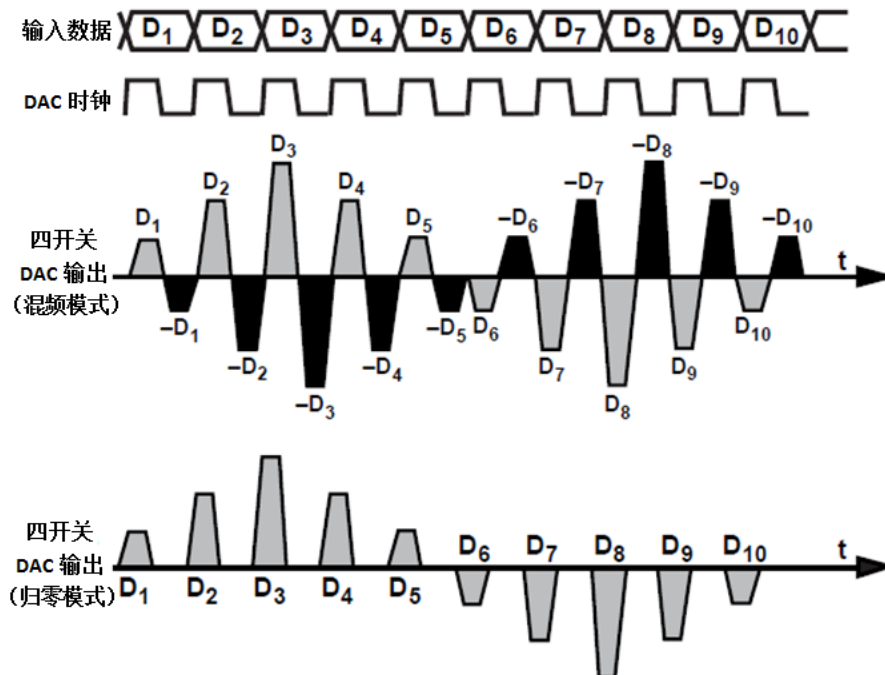 输入数据
D1 D2 D3 D4 D5 D6 D7 D8 D9 D10
DAC 时钟
四开关
DAC 输出
(混频模式)
D1 D2 D3 D4 D5 –D6 –D7 –D8 –D9 –D10
t
–D1 –D2 –D3 –D4 –D5 D6 D7 D8 D9 D10
四开关
DAC 输出
(归零模式)
D6 D7 D8 D9 D10
t
D1 D2 D3 D4 D5